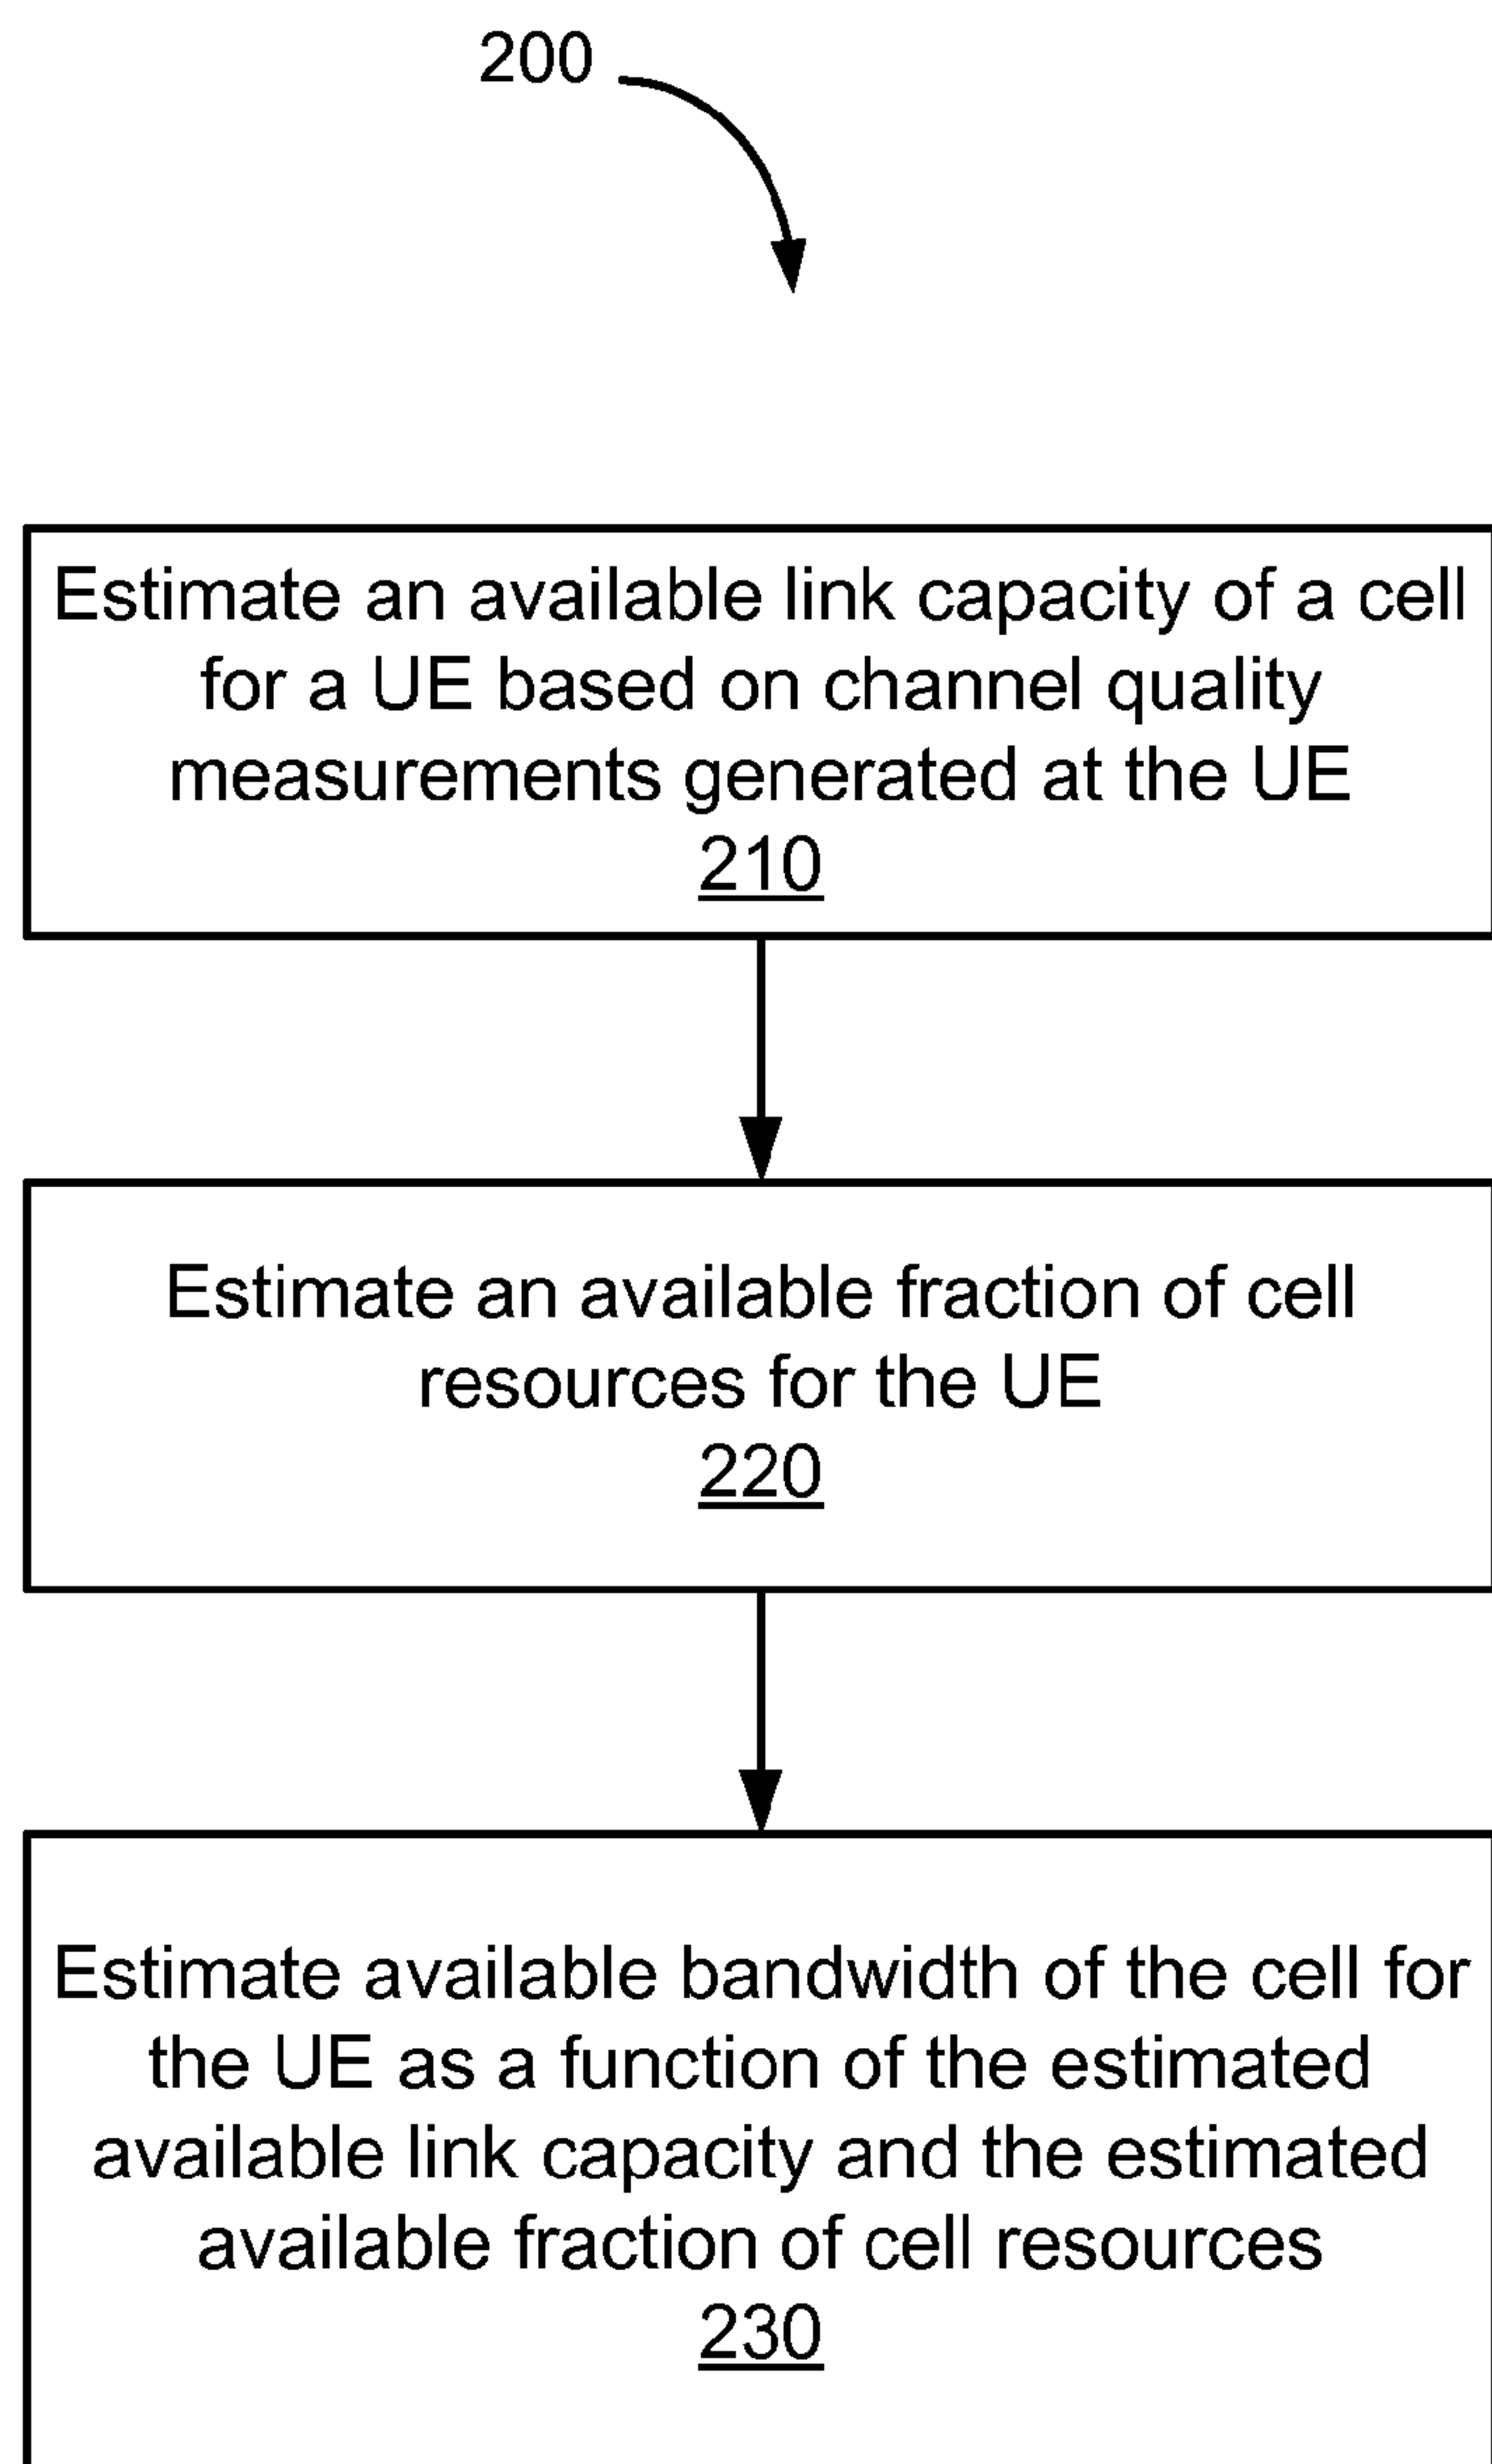 200
Estimate an available link capacity of a cell
for a UE based on channel quality
measurements generated at the UE
210
Estimate an available fraction of cell
resources for the UE
220
Estimate available bandwidth of the cell for
the UE as a function of the estimated
available link capacity and the estimated
available fraction of cell resources
230